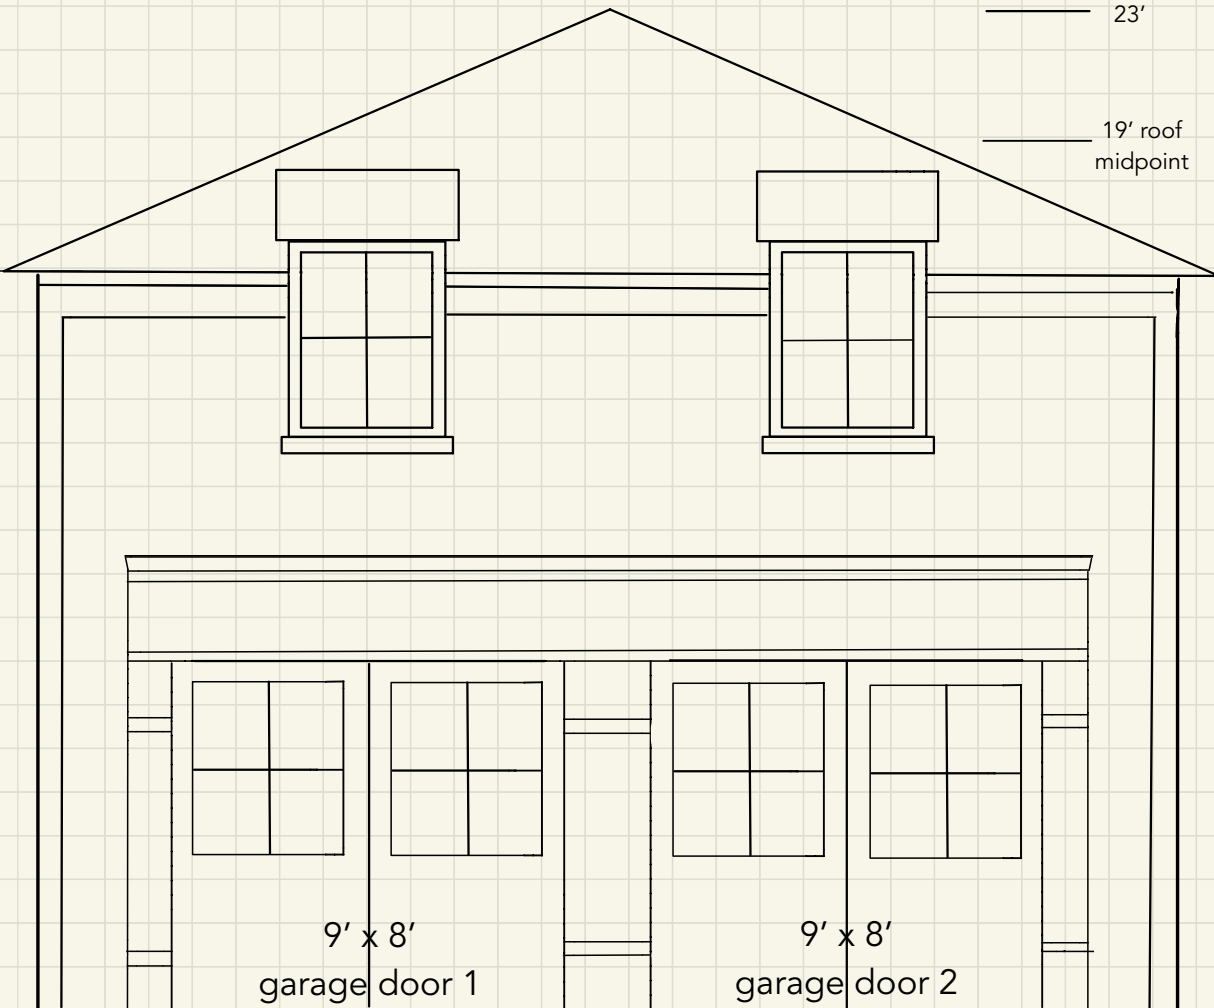 23’
19’ roof
midpoint
9’ x 8’
garage door 1
9’ x 8’
garage door 2